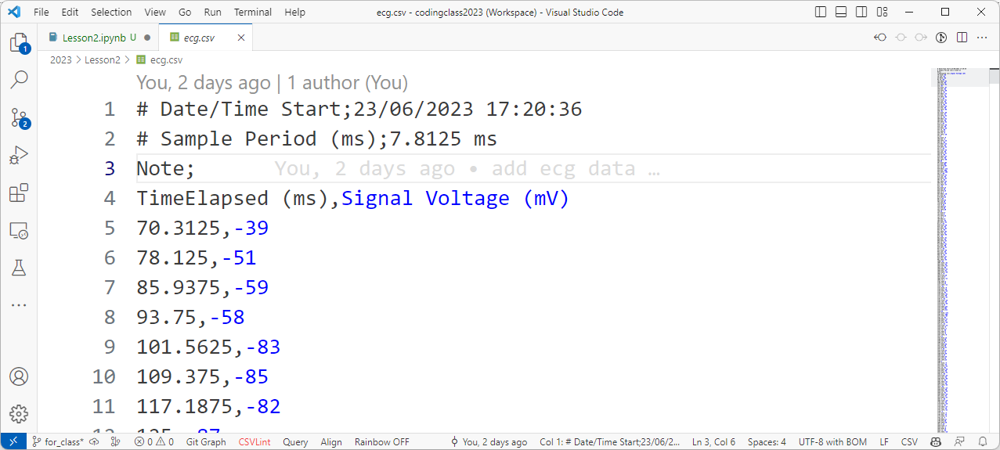 File Edit Selection View Go Run Terminal Help ecg.csv - codingclass2023 (Workspace) - Visual Studio Code
Lesson2.ipynb U ecg.csv
2023 > Lesson2 > ecg.csv
You, 2 days ago | 1 author (You)
1 # Date/Time Start;23/06/2023 17:20:36
2 # Sample Period (ms);7.8125 ms
3 Note; You, 2 days ago • add ecg data …
4 TimeElapsed (ms),Signal Voltage (mV)
5 70.3125,-39
6 78.125,-51
7 85.9375,-59
8 93.75,-58
9 101.5625,-83
10 109.375,-85
11 117.1875,-82
12 125,-87
1
2
for_class* 0 0 Git Graph CSVLint Query Align Rainbow OFF You, 2 days ago Col 1: # Date/Time Start;23/06/2... Ln 3, Col 6 Spaces: 4 UTF-8 with BOM LF CSV